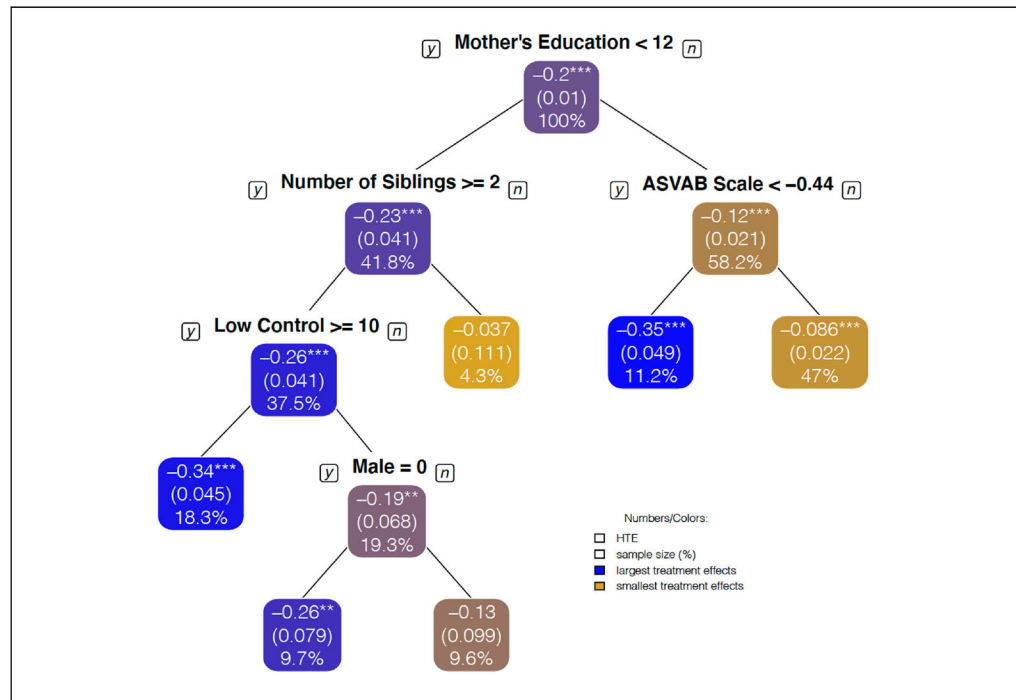 Mother's Education < 12
y
n
−0.2***
(0.01)
100%
Number of Siblings >= 2
y
n
−0.23***
(0.041)
41.8%
ASVAB Scale < −0.44
y
n
−0.12***
(0.021)
58.2%
Low Control >= 10
y
n
−0.26***
(0.041)
37.5%
−0.037
(0.111)
4.3%
−0.35***
(0.049)
11.2%
−0.086***
(0.022)
47%
−0.34***
(0.045)
18.3%
Male = 0
y
n
−0.19**
(0.068)
19.3%
−0.26**
(0.079)
9.7%
−0.13
(0.099)
9.6%
Numbers/Colors:
HTE
sample size (%)
largest treatment effects
smallest treatment effects